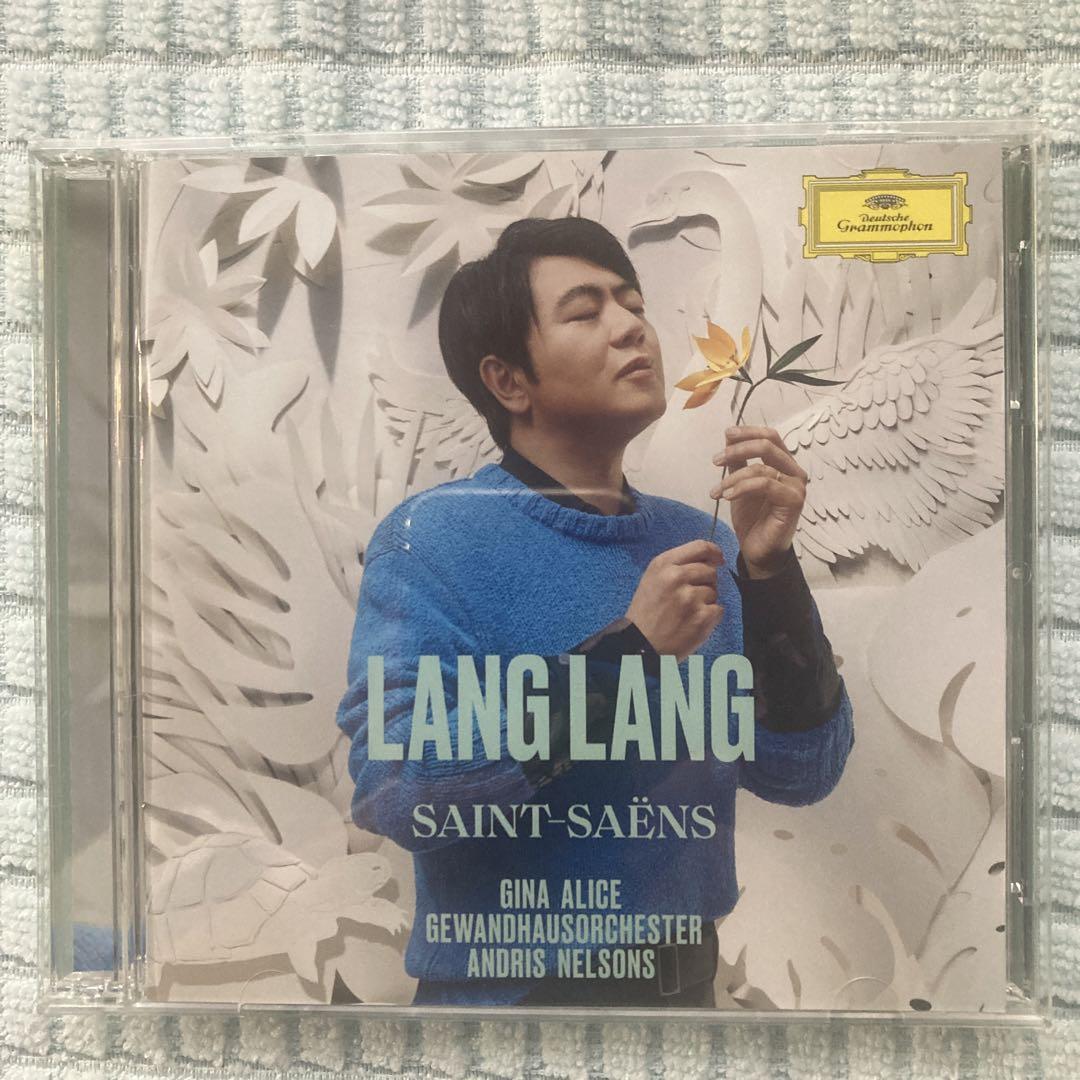 Deutsche
Grammophon
LANG LANG
SAINT-SAËNS
GINA ALICE
GEWANDHAUSORCHESTER
ANDRIS NELSONS